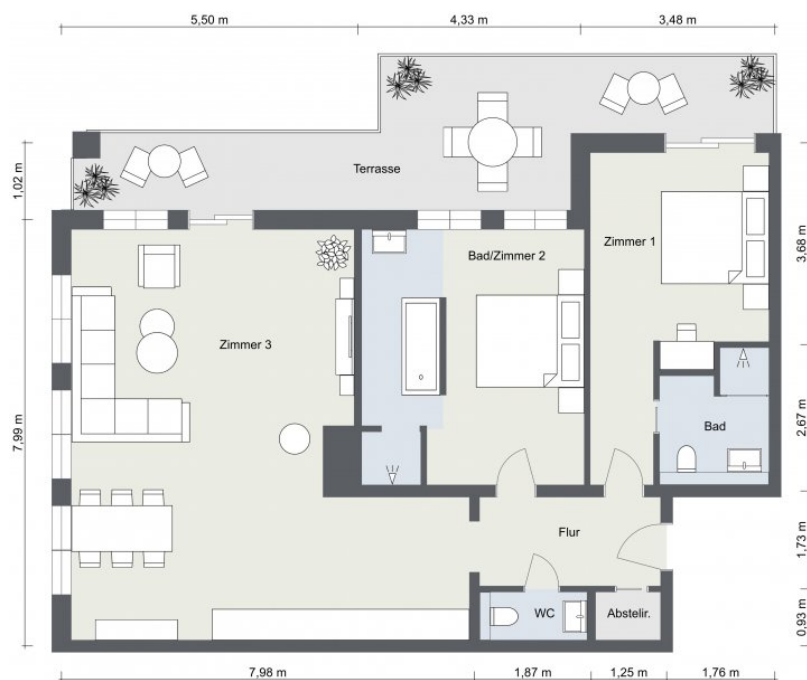 5,50 m
4,33 m
3,48 m
1,02 m
Terrasse
Zimmer 1
3,68 m
Bad/Zimmer 2
Zimmer 3
7,99 m
Bad
2,67 m
Flur
1,73 m
WC
Abstelir.
0,93 m
7,98 m
1,87 m
1,25 m
1,76 m